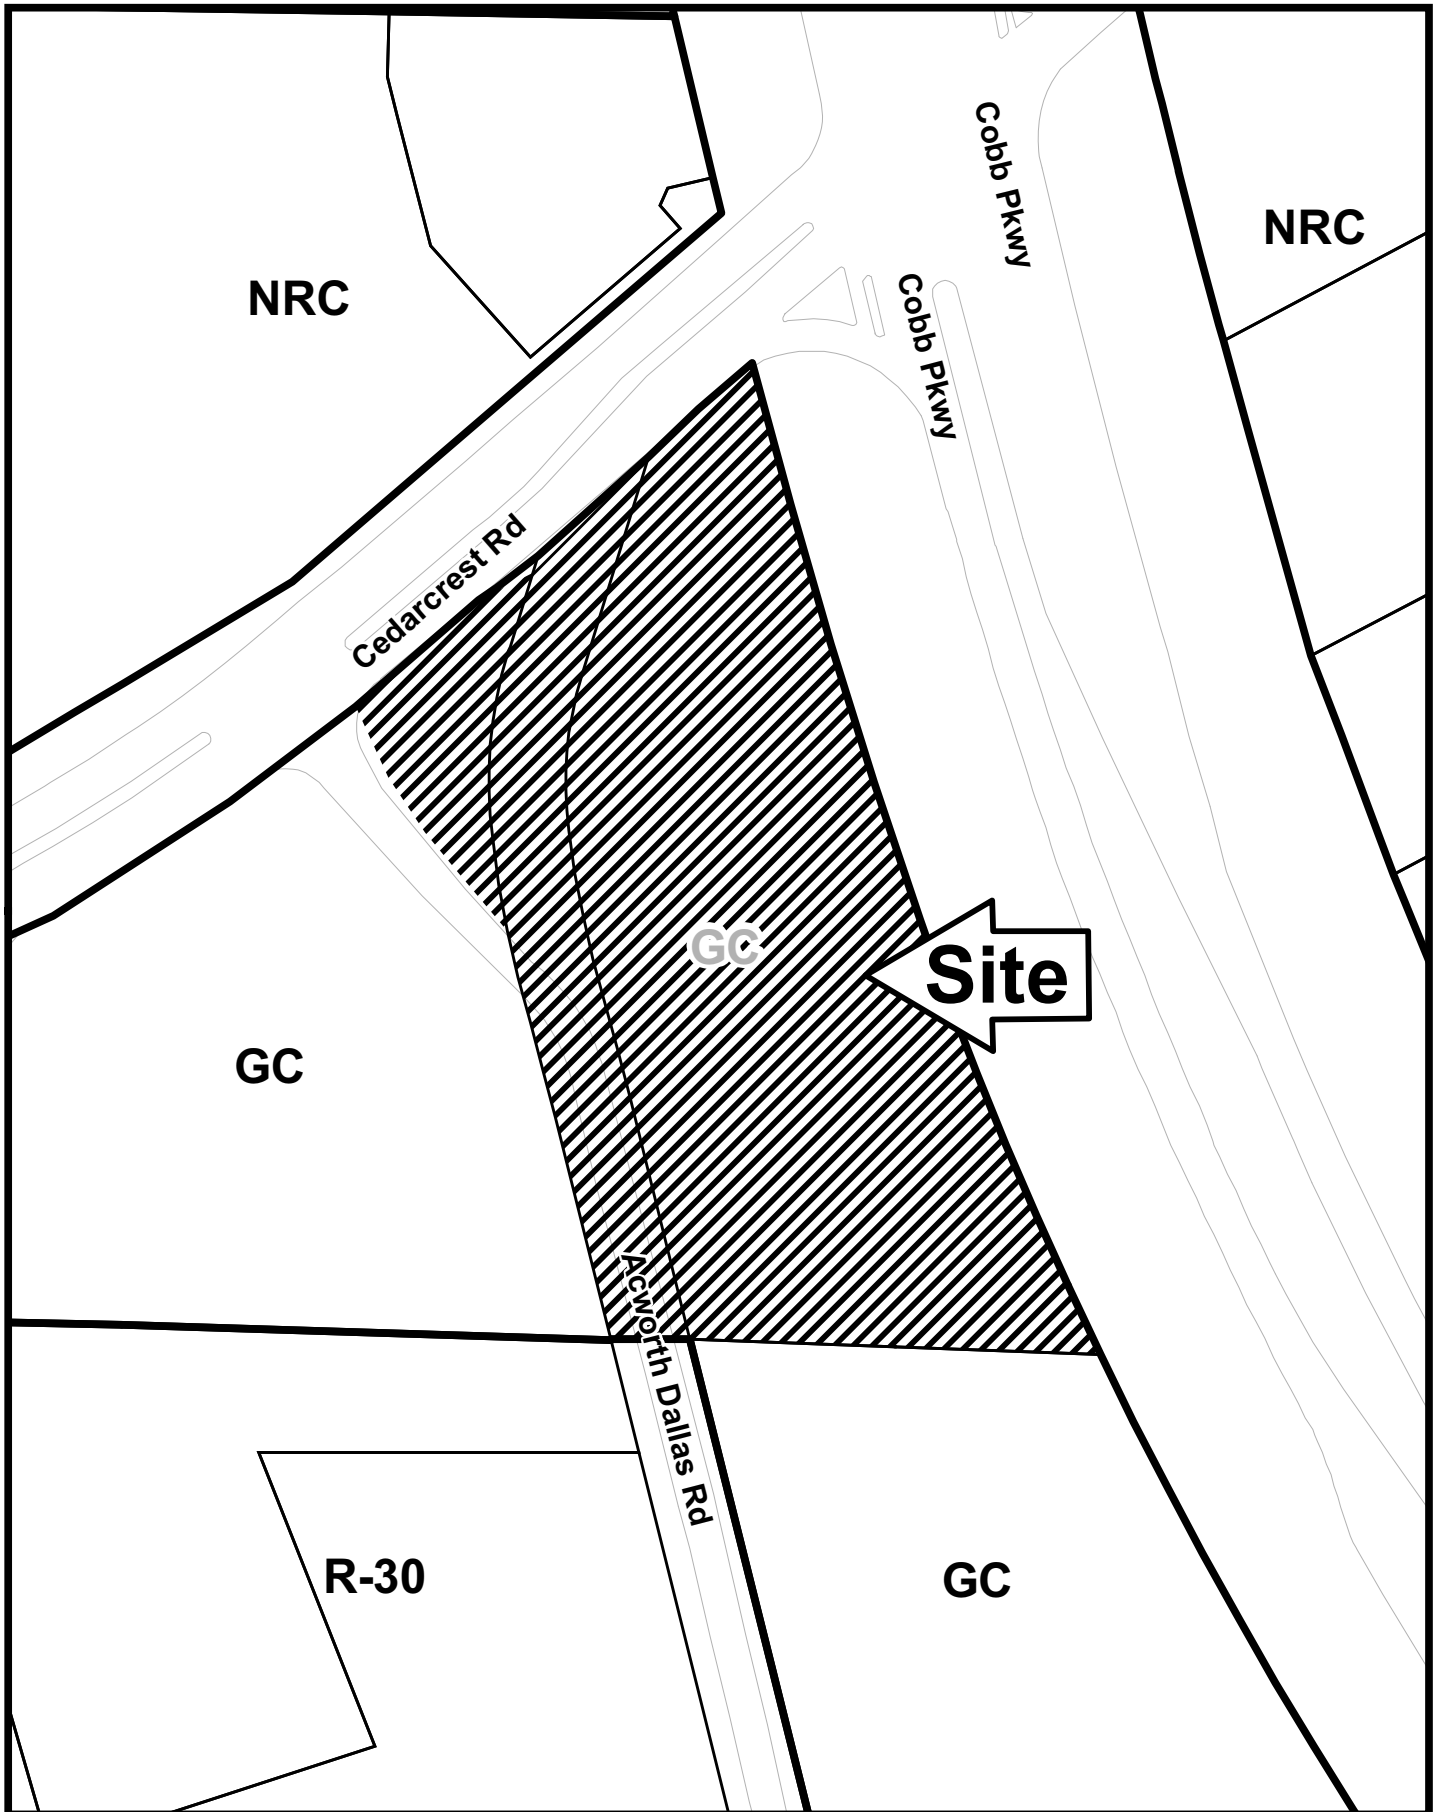 Cobb Pkwy
NRC
NRC
Cobb Pkwy
Cedarcrest Rd
GC
Site
GC
Acworth Dallas Rd
R-30
GC